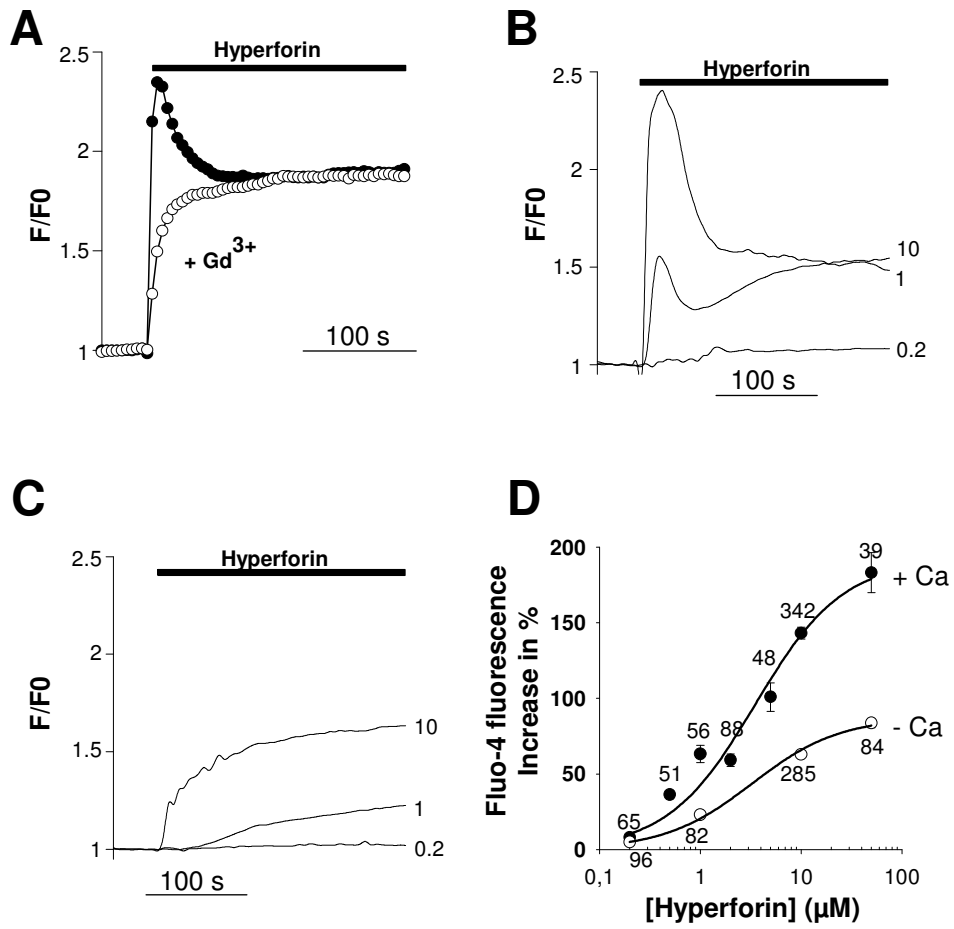 A
Hyperforin
2.5
2
1.5
1
F/F0
+ Gd3+
100 s
B
Hyperforin
2.5
2
1.5
1
F/F0
10
1
0.2
100 s
C
Hyperforin
2.5
2
1.5
1
F/F0
10
1
0.2
100 s
D
200
150
100
50
0
Fluo-4 fluorescence
Increase in %
39
+ Ca
342
48
56
88
51
- Ca
84
285
65
82
96
0,1
1
10
100
[Hyperforin] (µM)